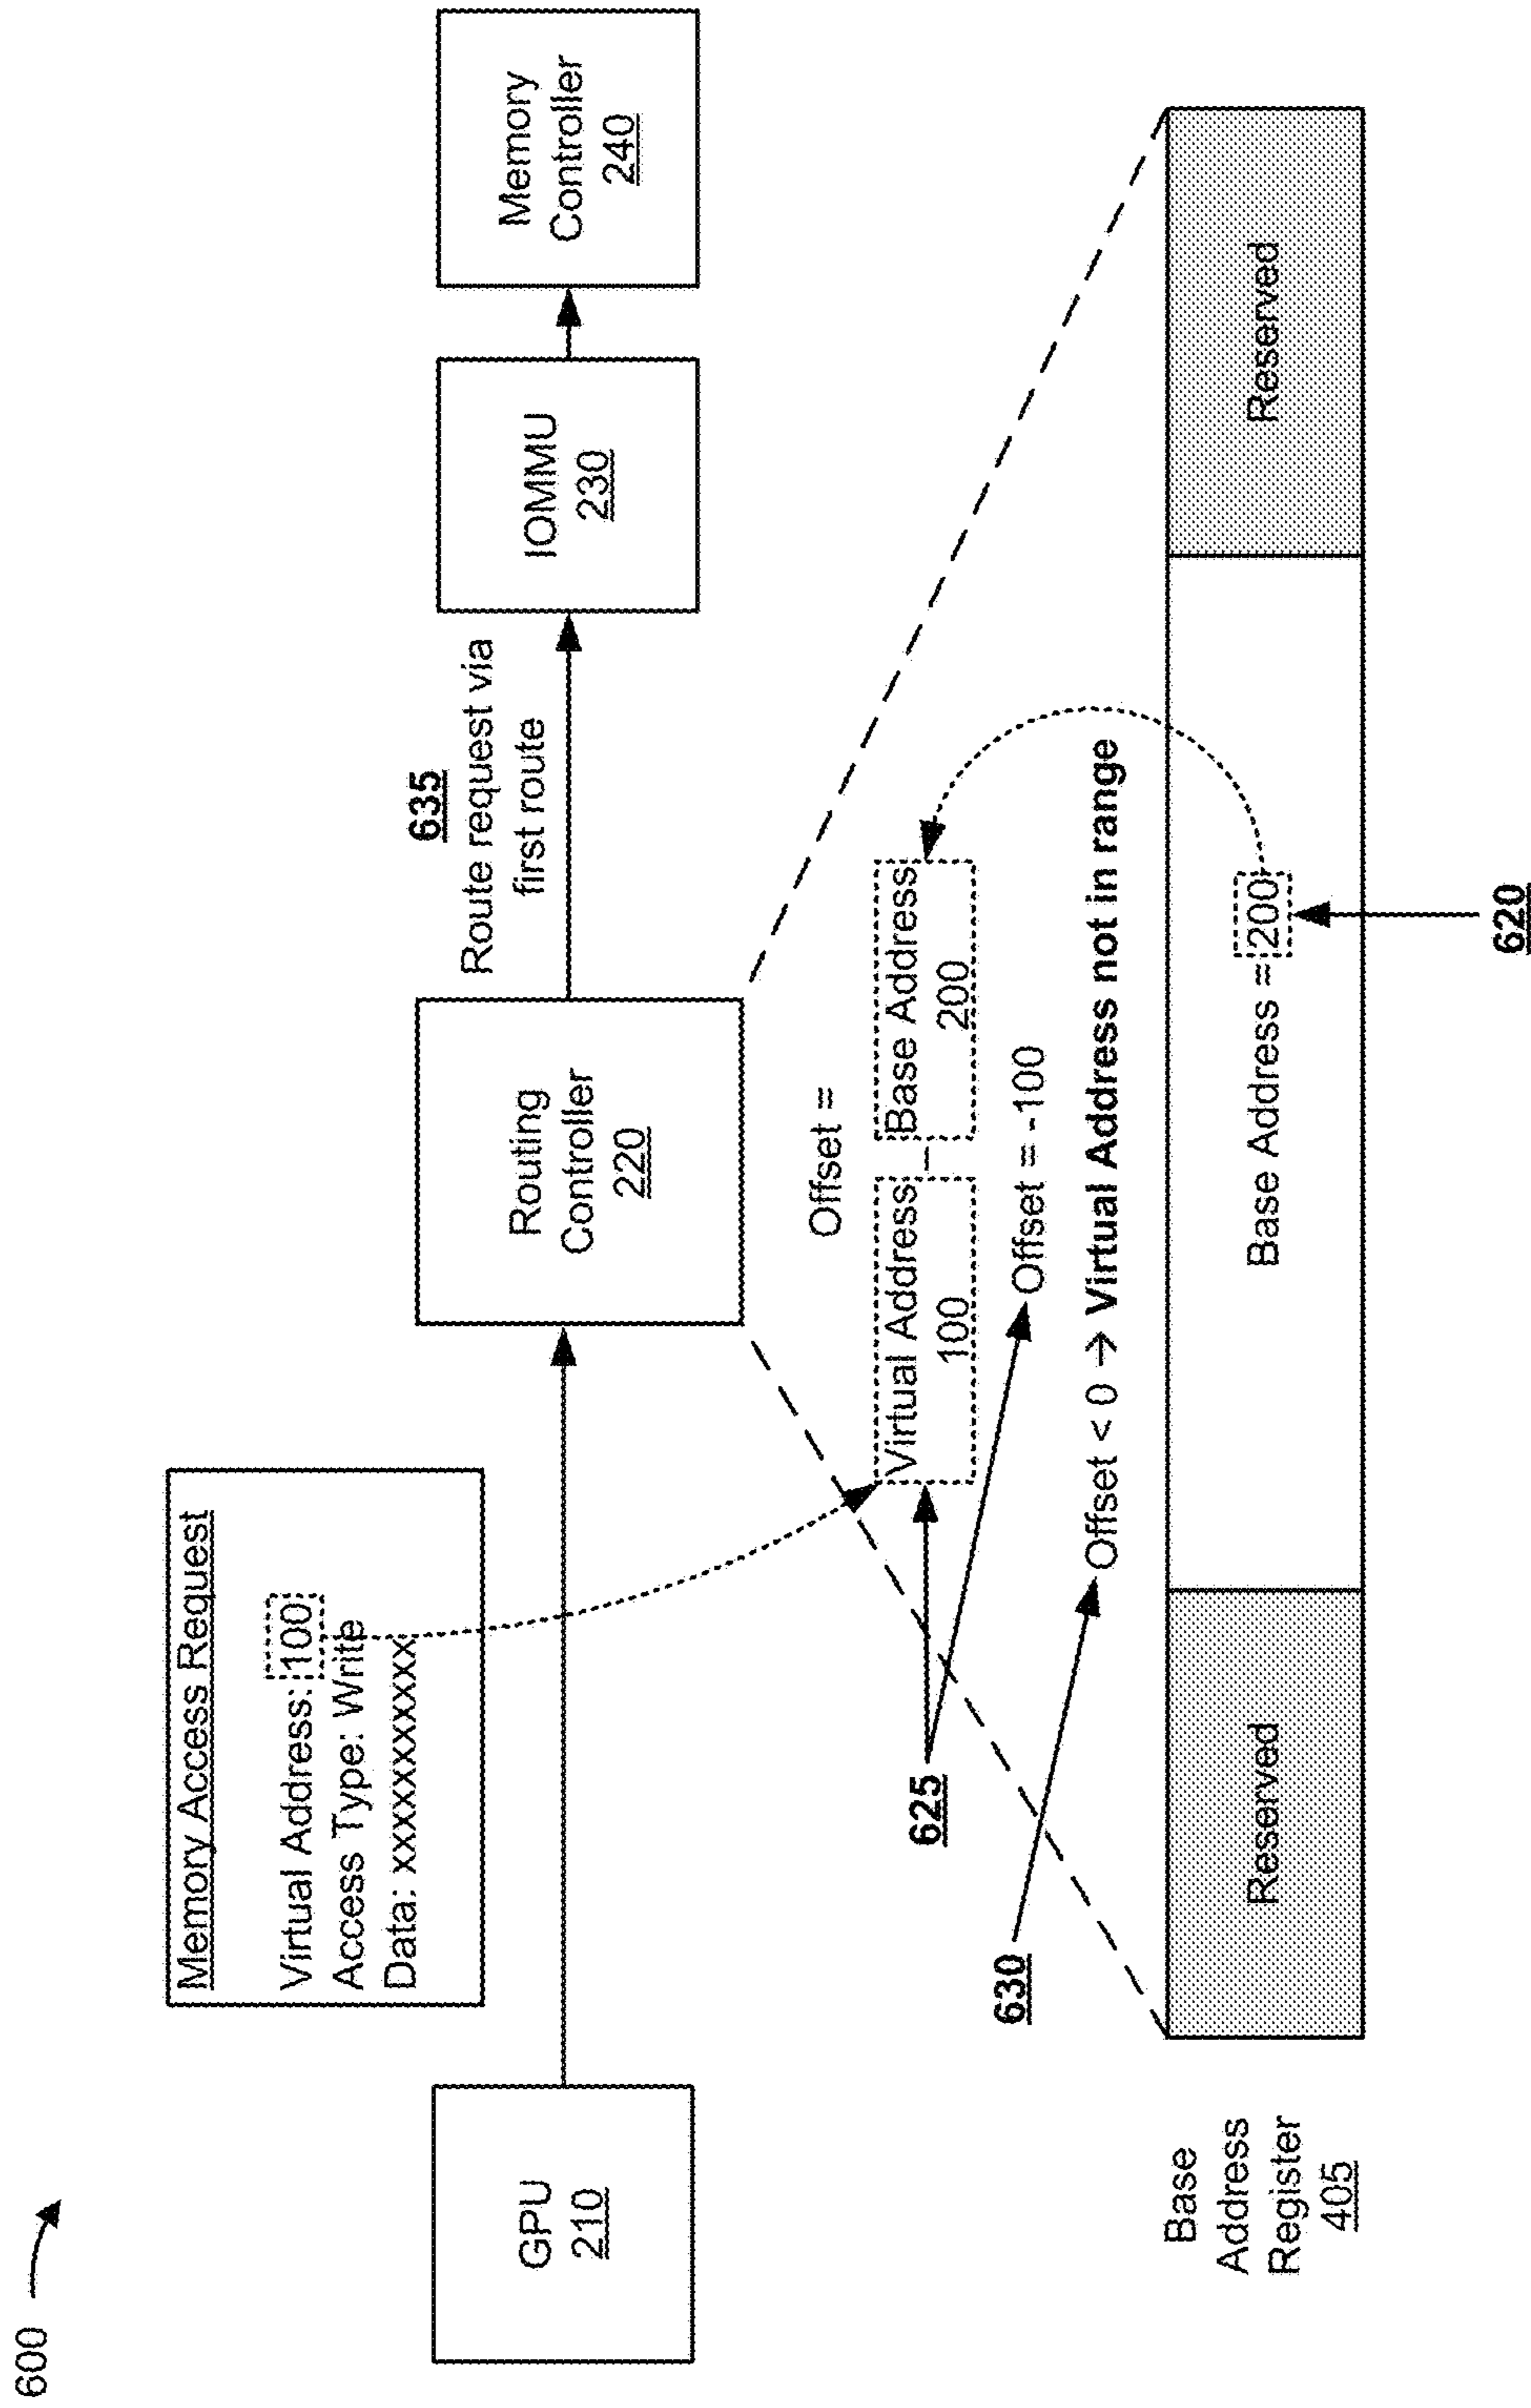 600
Memory Access Request
Virtual Address: 100
Access Type: Write
Data: xxxxxxxxxx
635
Route request via
first route
GPU
210
Routing
Controller
220
IOMMU
230
Memory
Controller
240
Offset =
Virtual Address – Base Address
100
200
625
Offset = -100
630
Offset < 0 → Virtual Address not in range
Base
Address
Register
405
Reserved
Base Address = 200
Reserved
620